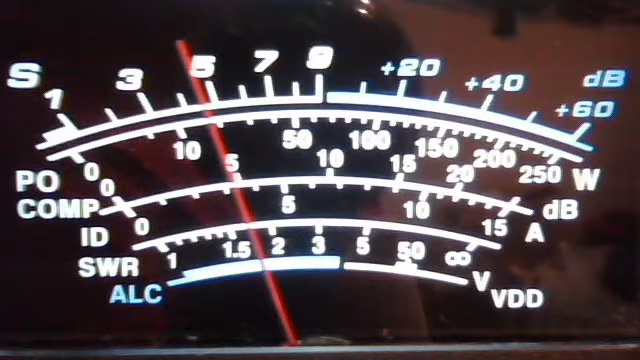 S 1 3 5 7 9 +20 +40 +60 dB
PO 0 10 50 100 150 200 250 W
COMP 0 5 10 15 20 dB
ID 0 5 10 15 A
SWR 1 1.5 2 3 5 50 ∞
ALC V VDD